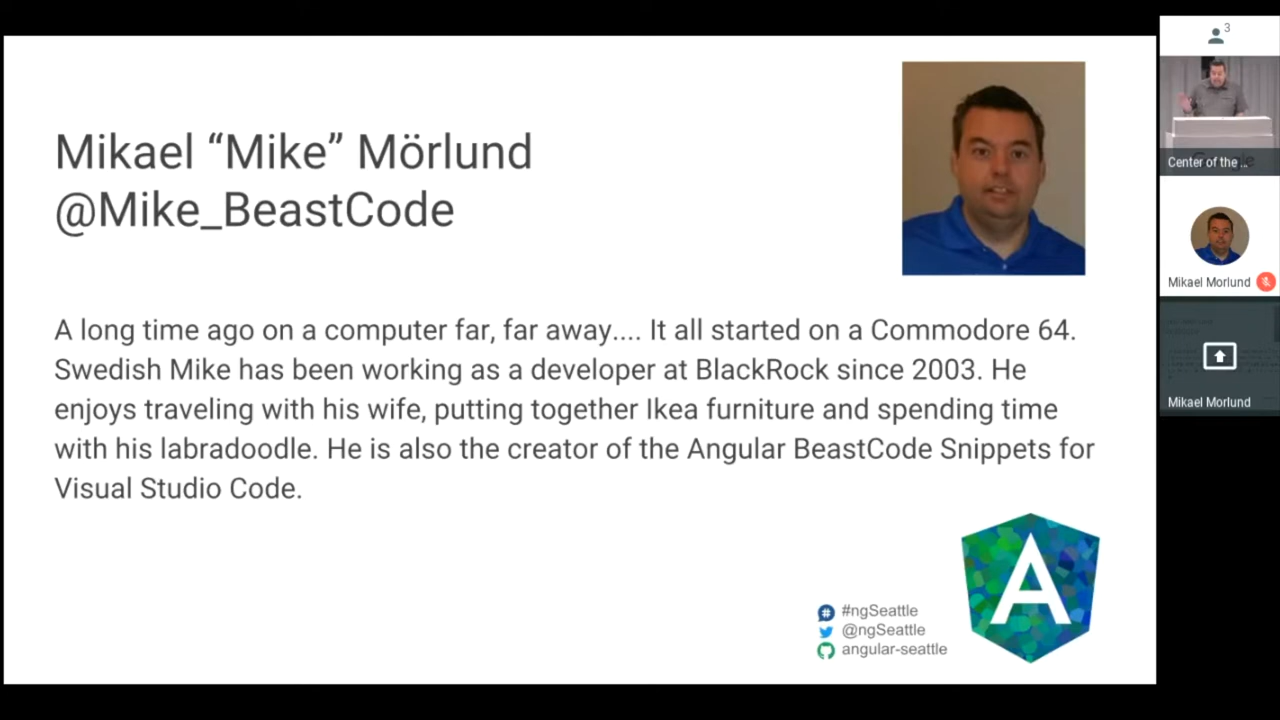 Mikael “Mike” Mörlund
@Mike_BeastCode
A long time ago on a computer far, far away.... It all started on a Commodore 64.
Swedish Mike has been working as a developer at BlackRock since 2003. He
enjoys traveling with his wife, putting together Ikea furniture and spending time
with his labradoodle. He is also the creator of the Angular BeastCode Snippets for
Visual Studio Code.
A
#ngSeattle
@ngSeattle
angular-seattle
3
Center of the ...
Mikael Morlund
Mikael Morlund